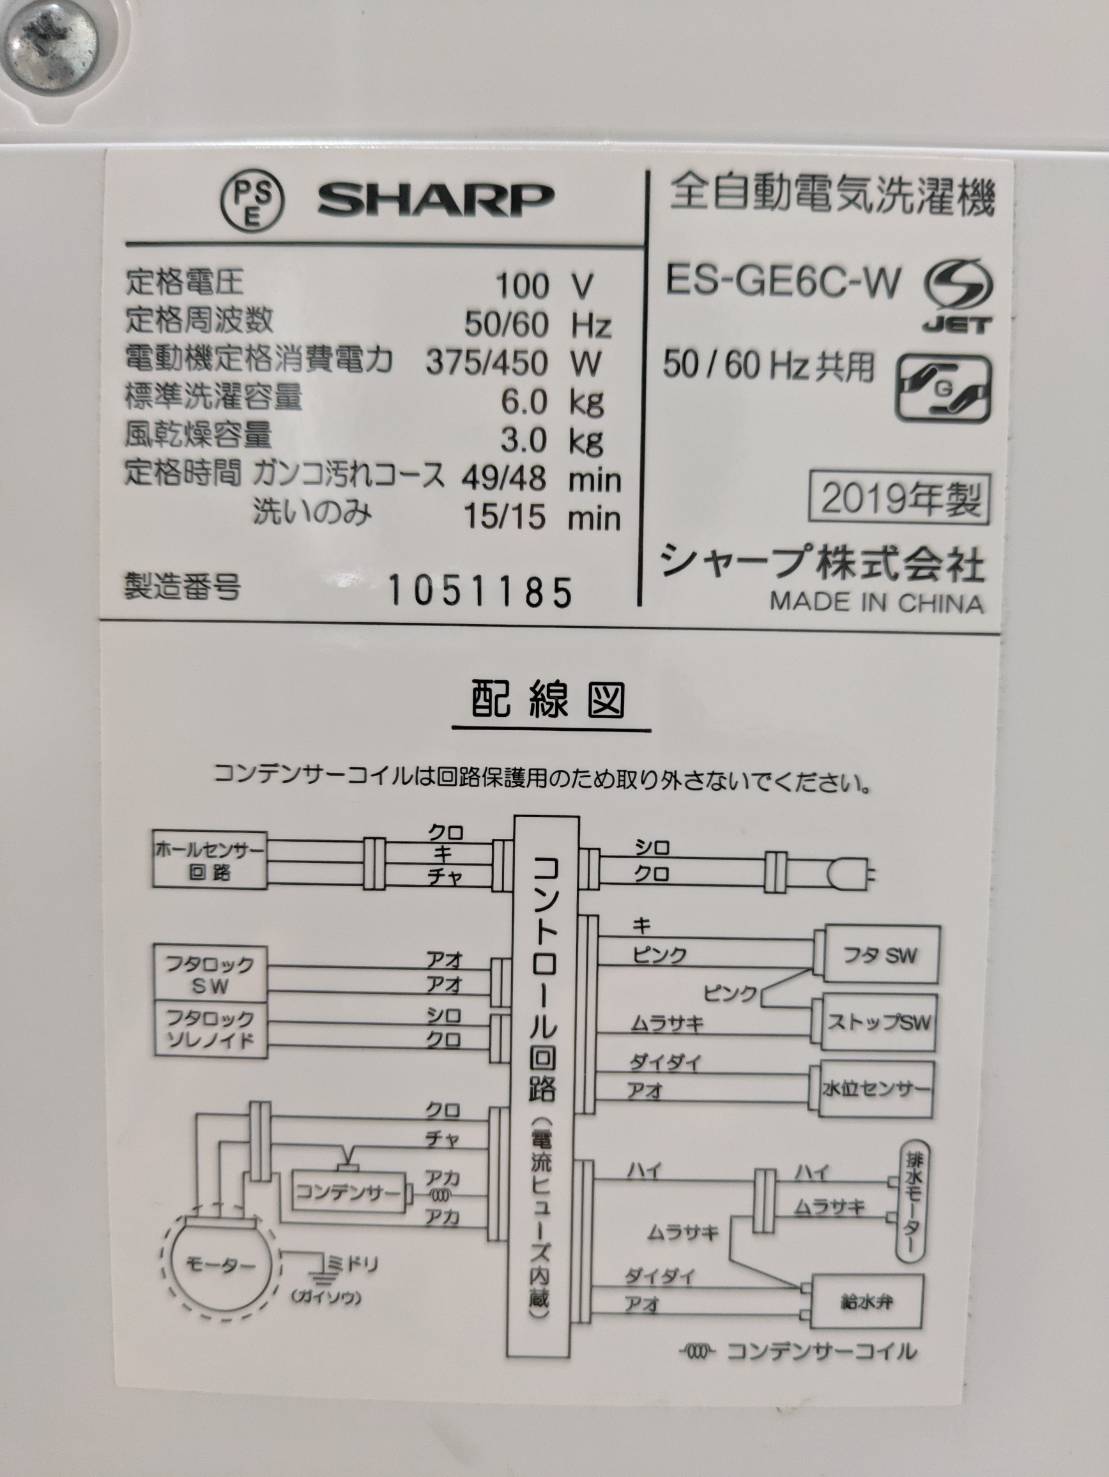 PSE SHARP
定格電圧 100 V
定格周波数 50/60 Hz
電動機定格消費電力 375/450 W
標準洗濯容量 6.0 kg
風乾燥容量 3.0 kg
定格時間 ガンコ汚れコース 49/48 min
洗いのみ 15/15 min
製造番号 1051185
全自動電気洗濯機
ES-GE6C-W
JET
50/60 Hz共用
G
2019年製
シャープ株式会社
MADE IN CHINA
配線図
コンデンサーコイルは回路保護用のため取り外さないでください。
ホールセンサー
回路
クロ
キ
チャ
フタロック
SW
アオ
アオ
フタロック
ソレノイド
シロ
クロ
クロ
チャ
アカ
アカ
コンデンサー
モーター
ミドリ
(ガイソウ)
コントロール回路(電流ヒューズ内蔵)
シロ
クロ
キ
ピンク
フタSW
ピンク
ムラサキ
ストップSW
ダイダイ
アオ
水位センサー
ハイ
ハイ
ムラサキ
排水モーター
ムラサキ
ダイダイ
アオ
給水弁
コンデンサーコイル